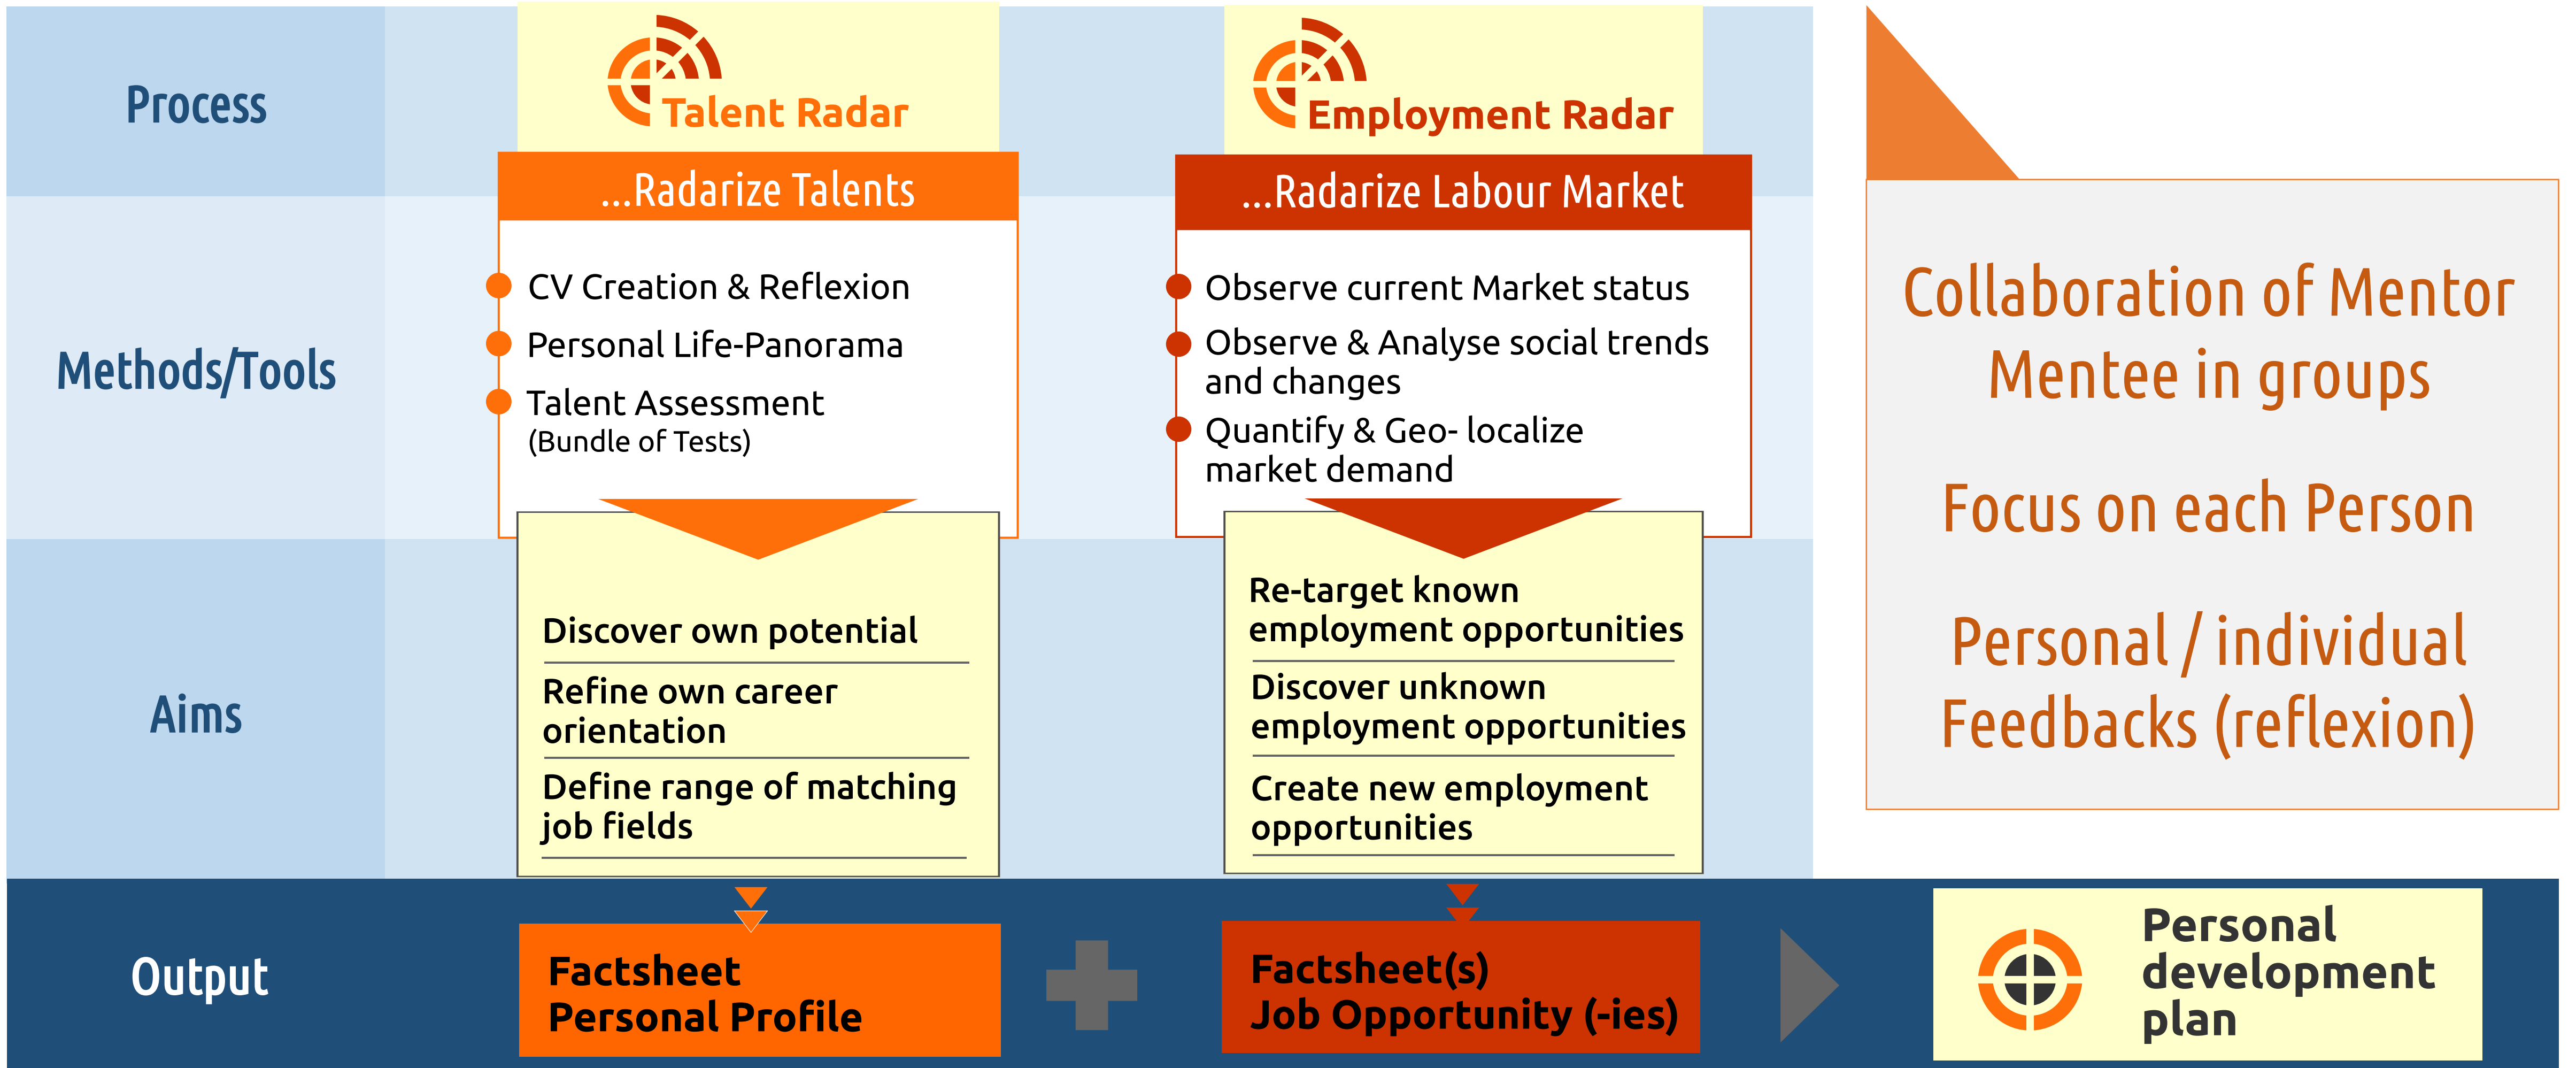 Process
Talent Radar
Employment Radar
...Radarize Talents
...Radarize Labour Market
Methods/Tools
CV Creation & Reflexion
Personal Life-Panorama
Talent Assessment
(Bundle of Tests)
Observe current Market status
Observe & Analyse social trends
and changes
Quantify & Geo- localize
market demand
Aims
Discover own potential
Refine own career
orientation
Define range of matching
job fields
Re-target known
employment opportunities
Discover unknown
employment opportunities
Create new employment
opportunities
Collaboration of Mentor
Mentee in groups
Focus on each Person
Personal / individual
Feedbacks (reflexion)
Output
Factsheet
Personal Profile
Factsheet(s)
Job Opportunity (-ies)
Personal
development
plan